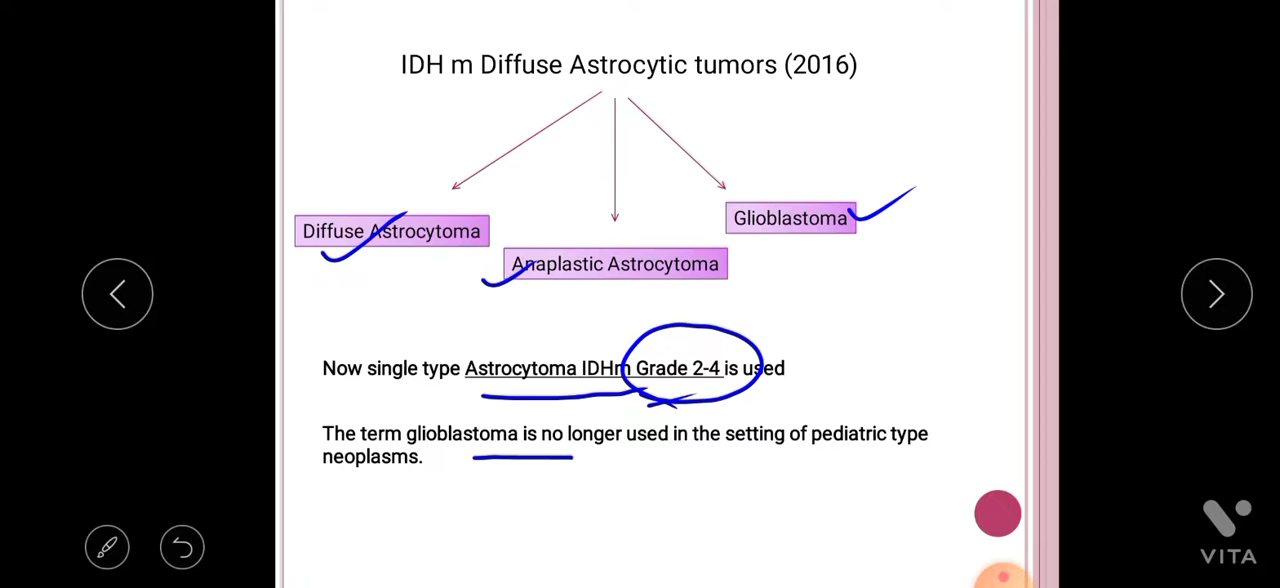 IDH m Diffuse Astrocytic tumors (2016)
Glioblastoma
Diffuse Astrocytoma
Anaplastic Astrocytoma
Now single type Astrocytoma IDHm Grade 2-4 is used
The term glioblastoma is no longer used in the setting of pediatric type
neoplasms.
VITA